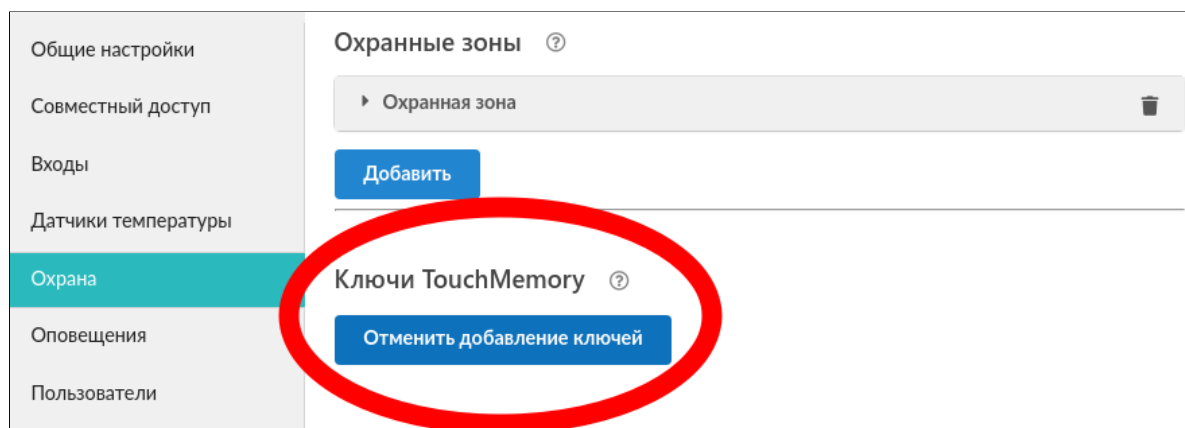 Общие настройки
Совместный доступ
Входы
Датчики температуры
Охрана
Оповещения
Пользователи
Охранные зоны ?
Охранная зона
Добавить
Ключи TouchMemory ?
Отменить добавление ключей